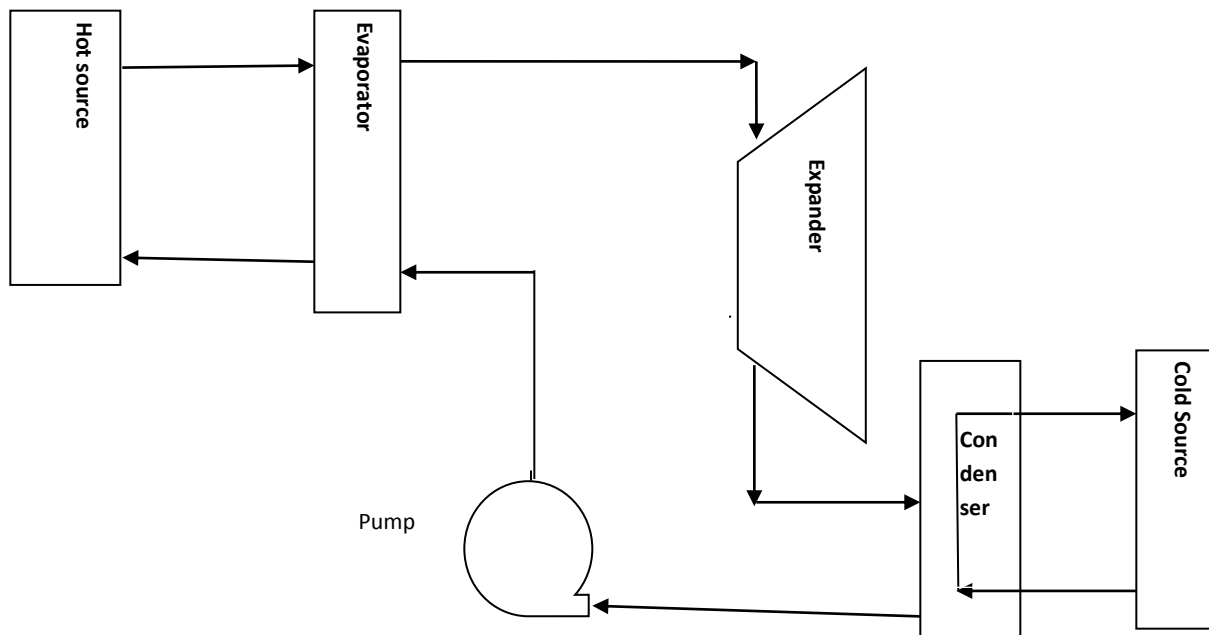 Hot source
Evaporator
Expander
Cold Source
Con
den
ser
Pump